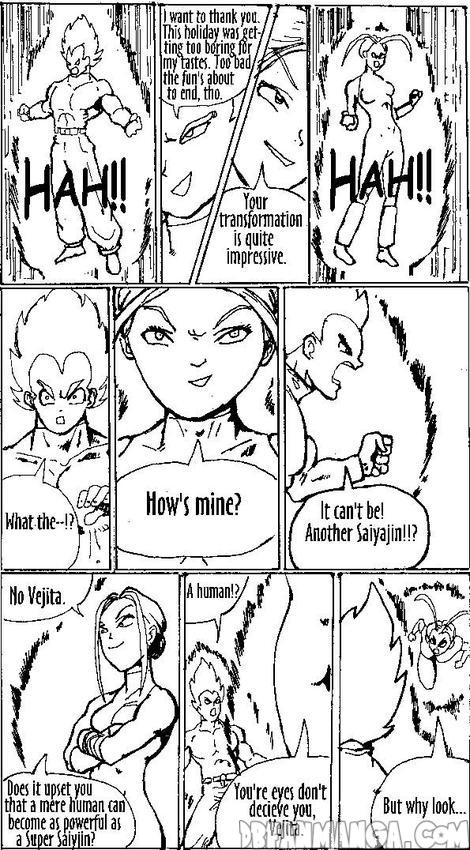 HAH!!
I want to thank you.
This holiday was get-
ting too boring for
my tastes. Too bad
the fun's about
to end, tho.
Your
transformation
is quite
impressive.
HAH!!
What the--!?
How's mine?
It can't be!
Another Saiyajin!!?
No Vejita.
Does it upset you
that a mere human can
become as powerful as
a Super Saiyjin?
A human!?
You're eyes don't
decieve you,
Vejita.
But why look...
DREAMMANGA.COM